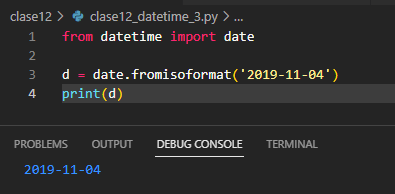 clase12 > clase12_datetime_3.py > ...
1 from datetime import date
2
3 d = date.fromisoformat('2019-11-04')
4 print(d)
PROBLEMS OUTPUT DEBUG CONSOLE TERMINAL
2019-11-04